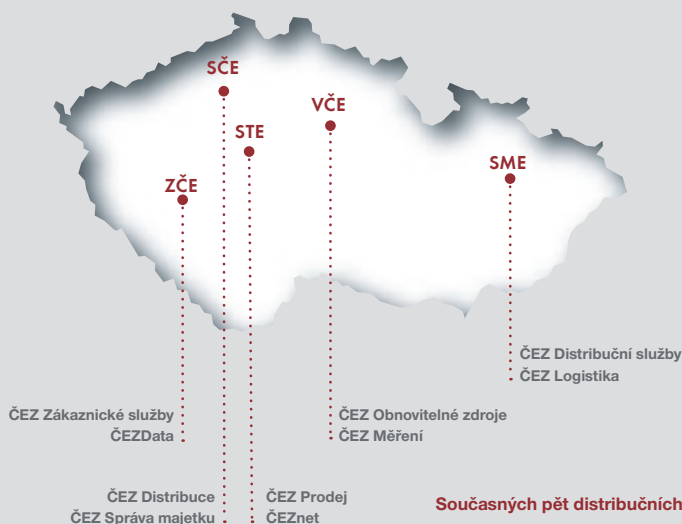 SČE
VČE
STE
SME
ZČE
ČEZ Distribuční služby
ČEZ Logistika
ČEZ Zákaznické služby
ČEZData
ČEZ Obnovitelné zdroje
ČEZ Měření
ČEZ Distribuce
ČEZ Správa majetku
ČEZ Prodej
ČEZnet
Současných pět distribučních